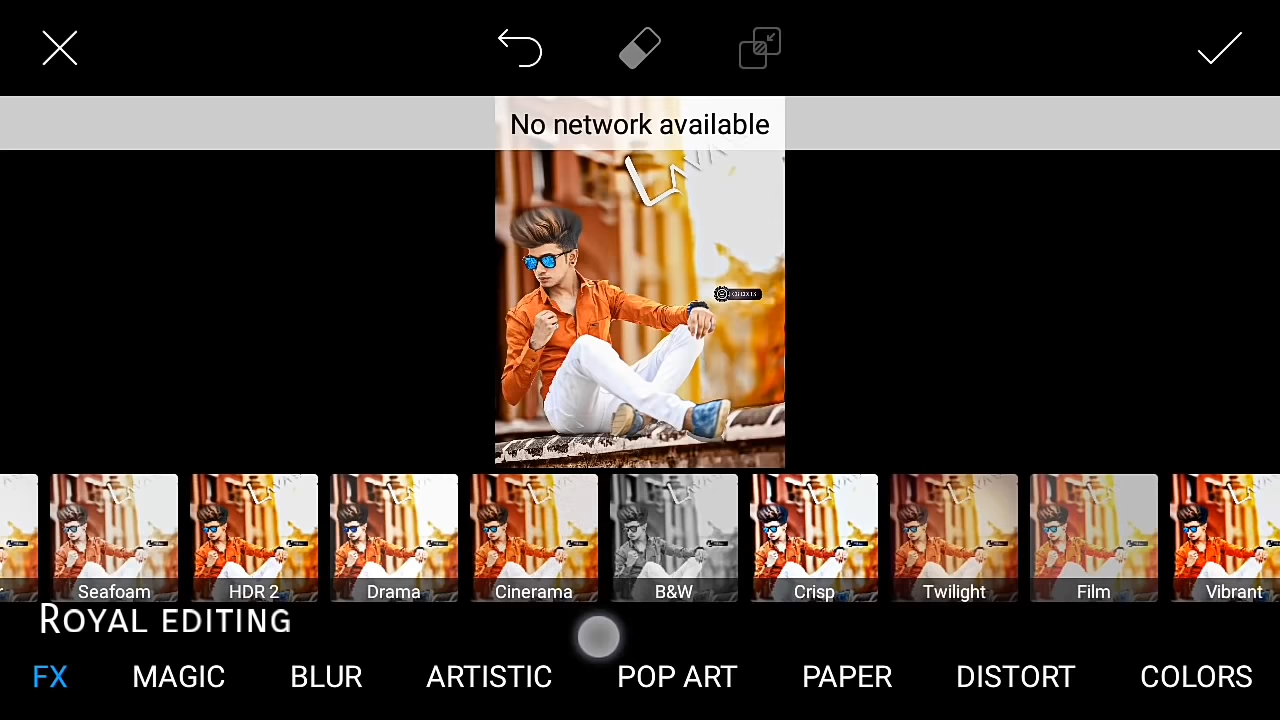 No network available
Seafoam HDR 2 Drama Cinerama B&W Crisp Twilight Film Vibrant
ROYAL EDITING
FX MAGIC BLUR ARTISTIC POP ART PAPER DISTORT COLORS